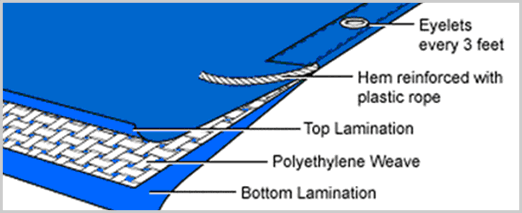 Eyelets
every 3 feet
Hem reinforced with
plastic rope
Top Lamination
Polyethylene Weave
Bottom Lamination